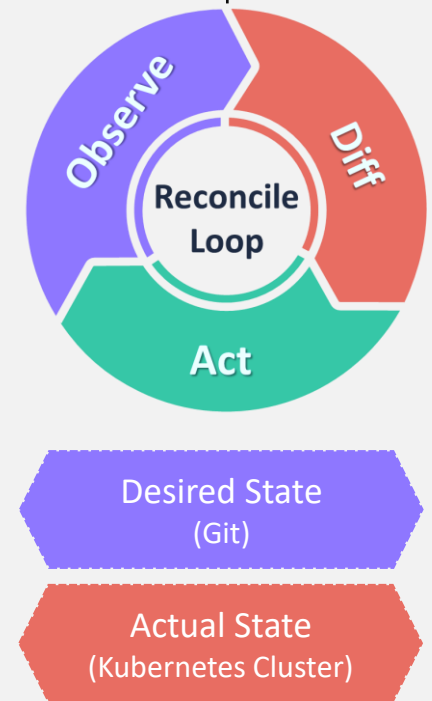 Observe
Diff
Reconcile
Loop
Act
Desired State
(Git)
Actual State
(Kubernetes Cluster)